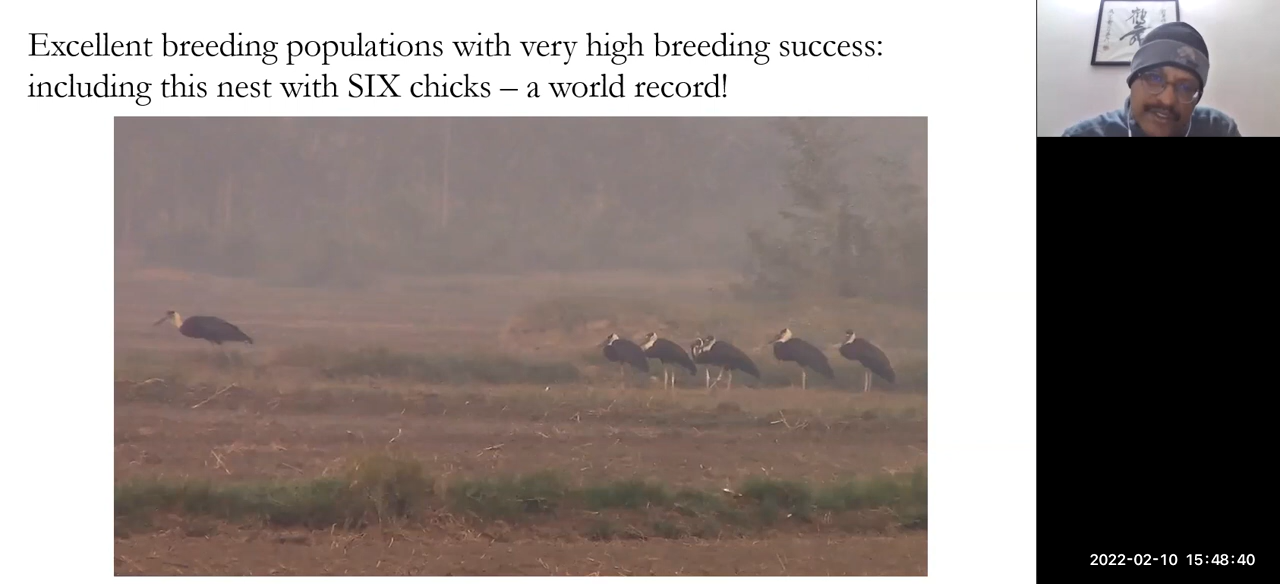 Excellent breeding populations with very high breeding success:
including this nest with SIX chicks – a world record!
2022-02-10 15:48:40